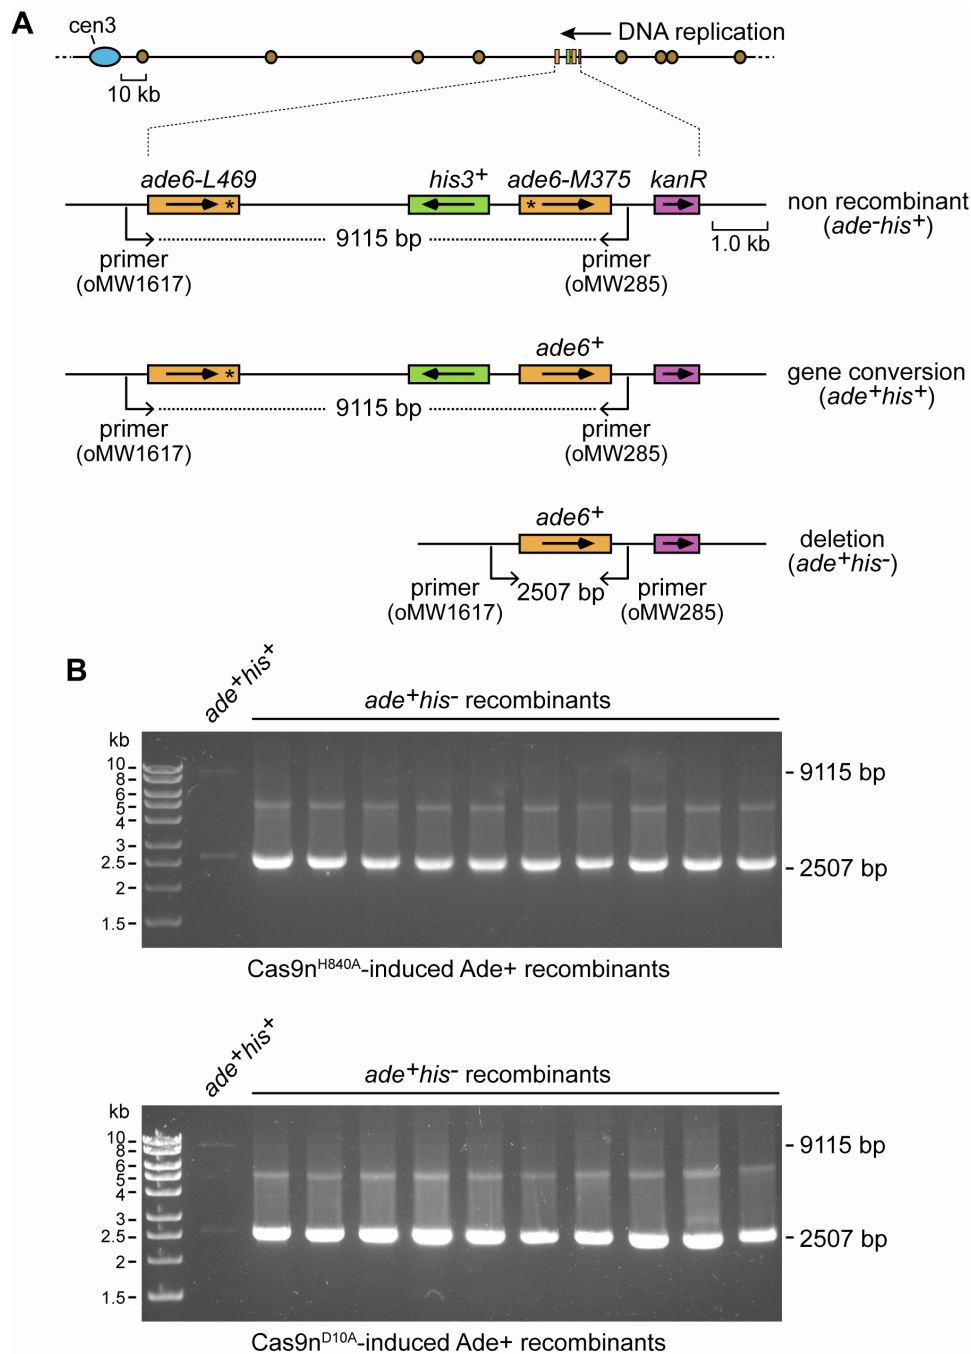 A
cen3
DNA replication
10 kb
ade6-L469 his3+ ade6-M375 kanR
* *
non recombinant
(ade-his+)
9115 bp
1.0 kb
primer primer
(oMW1617) (oMW285)
ade6+
*
gene conversion
(ade+his+)
9115 bp
primer primer
(oMW1617) (oMW285)
ade6+
deletion
(ade+his-)
primer 2507 bp primer
(oMW1617) (oMW285)
B
ade+his+
ade+his- recombinants
kb
10
8
6
5
4
3
2.5
2
1.5
- 9115 bp
- 2507 bp
Cas9nH840A-induced Ade+ recombinants
ade+his+
ade+his- recombinants
kb
10
8
6
5
4
3
2.5
2
1.5
- 9115 bp
- 2507 bp
Cas9nD10A-induced Ade+ recombinants